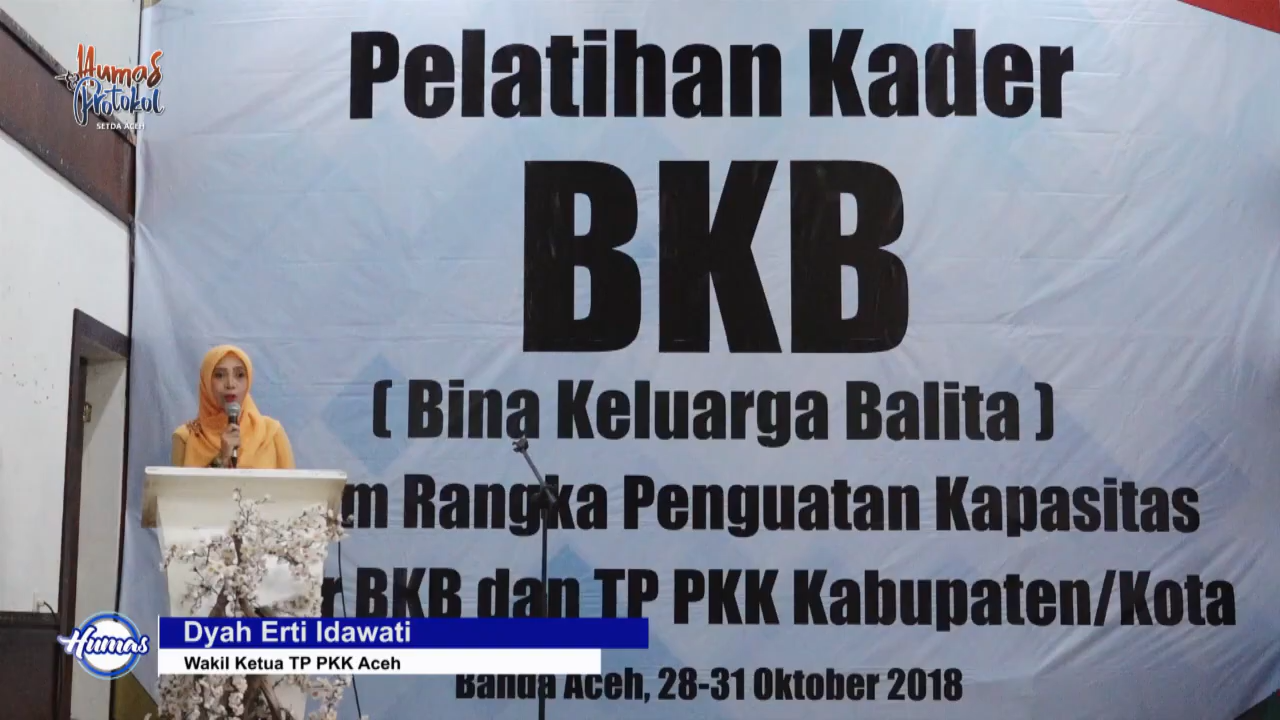 Humas
Protokol
SETDA ACEH
Pelatihan Kader
BKB
( Bina Keluarga Balita )
Rangka Penguatan Kapasitas
BKB dan TP PKK Kabupaten/Kota
Banda Aceh, 28-31 Oktober 2018
Humas
Dyah Erti Idawati
Wakil Ketua TP PKK Aceh